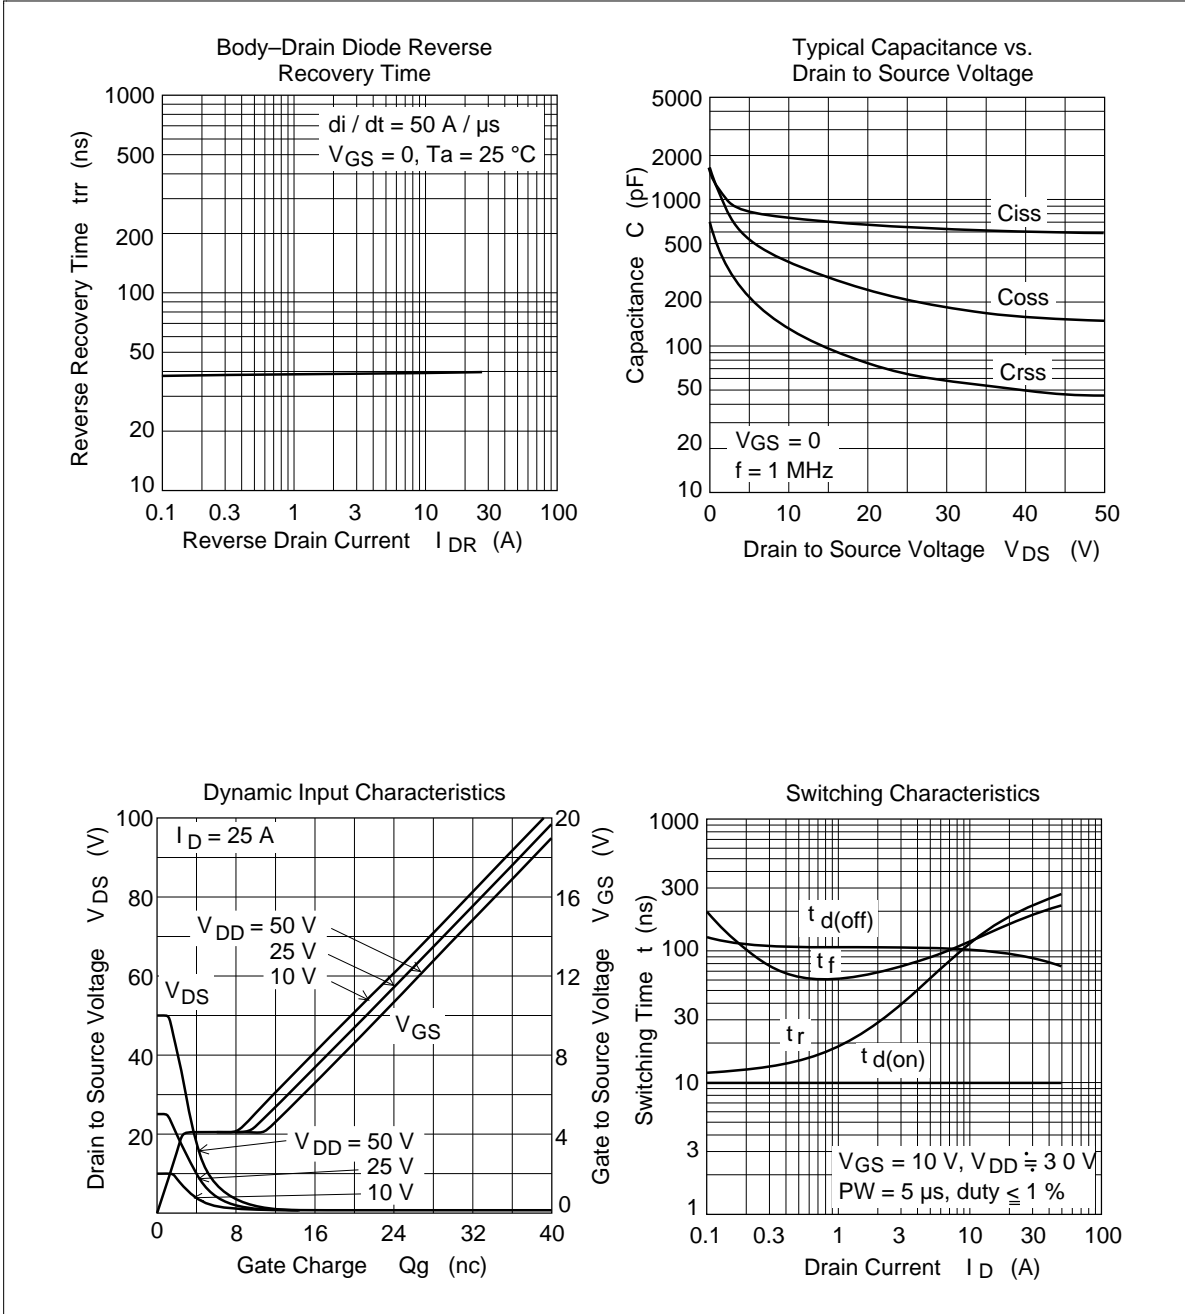 Body–Drain Diode Reverse
Recovery Time
1000
500
200
100
50
20
10
Reverse Recovery Time trr (ns)
di / dt = 50 A / µs
VGS = 0, Ta = 25 °C
0.1 0.3 1 3 10 30 100
Reverse Drain Current I DR (A)
Typical Capacitance vs.
Drain to Source Voltage
5000
2000
1000
500
200
100
50
20
10
Capacitance C (pF)
Ciss
Coss
Crss
VGS = 0
f = 1 MHz
0 10 20 30 40 50
Drain to Source Voltage VDS (V)
Dynamic Input Characteristics
100
80
60
40
20
0
Drain to Source Voltage VDS (V)
I D = 25 A
VDD = 50 V
25 V
10 V
VDS
VGS
VDD = 50 V
25 V
10 V
20
16
12
8
4
0
Gate to Source Voltage VGS (V)
8 16 24 32 40
Gate Charge Qg (nc)
Switching Characteristics
1000
300
100
30
10
3
1
Switching Time t (ns)
t d(off)
t f
t r
t d(on)
VGS = 10 V, VDD ≒ 3 0 V
PW = 5 µs, duty ≦ 1 %
0.1 0.3 1 3 10 30 100
Drain Current I D (A)